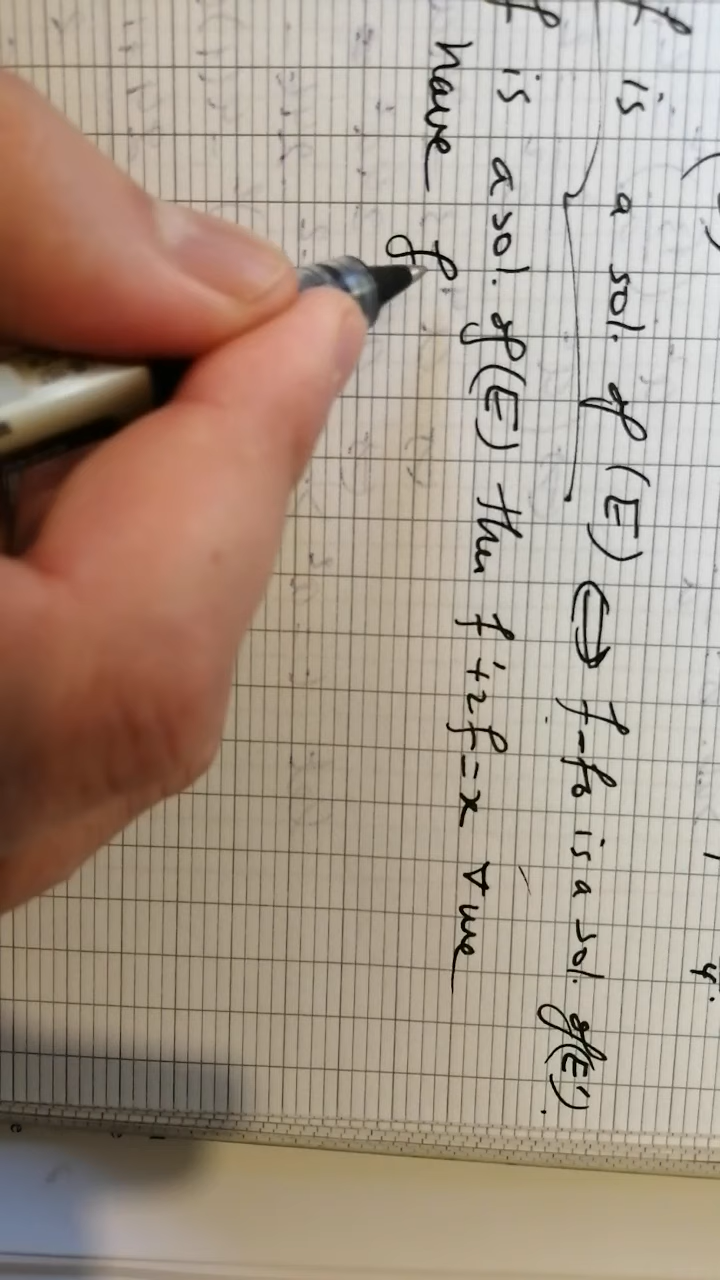 f is a sol. of (E) ⇔ f-f₀ is a sol. of (E').
f is a sol. of (E) then f'+2f=x ∀ we
have f